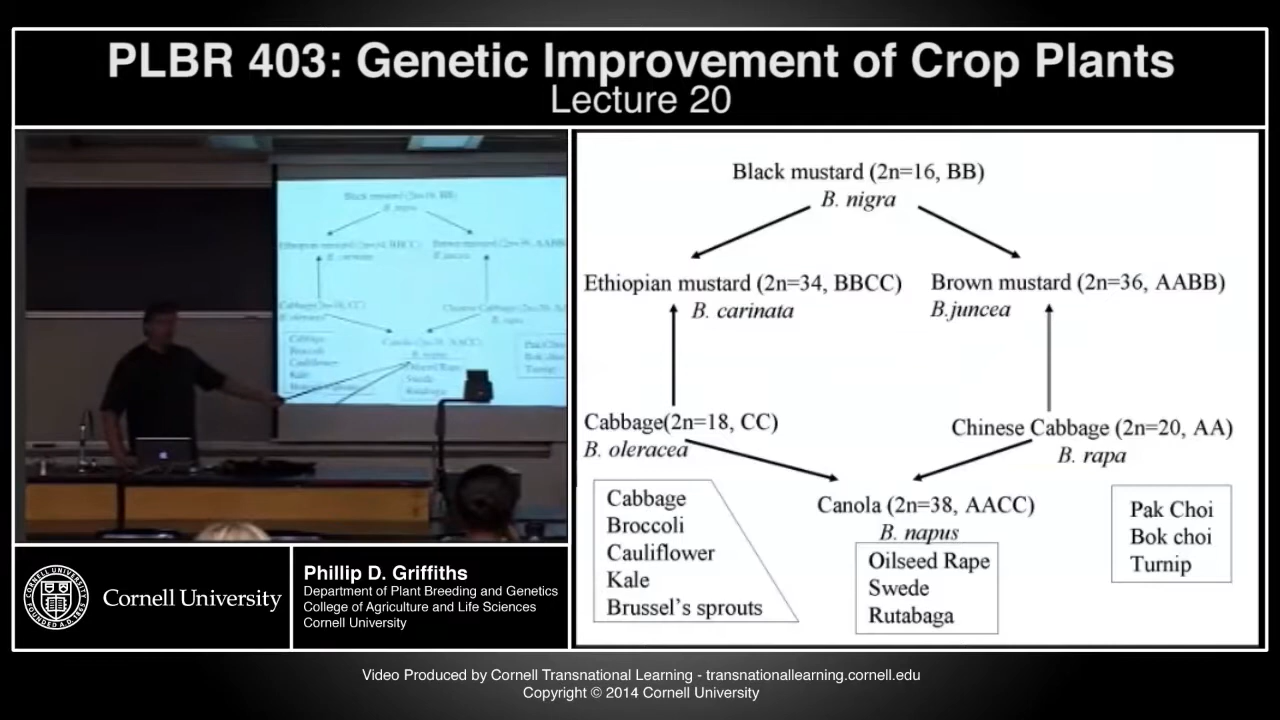 PLBR 403: Genetic Improvement of Crop Plants
Lecture 20
Black mustard (2n=16, BB)
B. nigra
Ethiopian mustard (2n=34, BBCC)
B. carinata
Brown mustard (2n=36, AABB)
B.juncea
Cabbage(2n=18, CC)
B. oleracea
Chinese Cabbage (2n=20, AA)
B. rapa
Cabbage
Broccoli
Cauliflower
Kale
Brussel's sprouts
Canola (2n=38, AACC)
B. napus
Oilseed Rape
Swede
Rutabaga
Pak Choi
Bok choi
Turnip
Cornell University
Phillip D. Griffiths
Department of Plant Breeding and Genetics
College of Agriculture and Life Sciences
Cornell University
Video Produced by Cornell Transnational Learning - transnationallearning.cornell.edu
Copyright © 2014 Cornell University